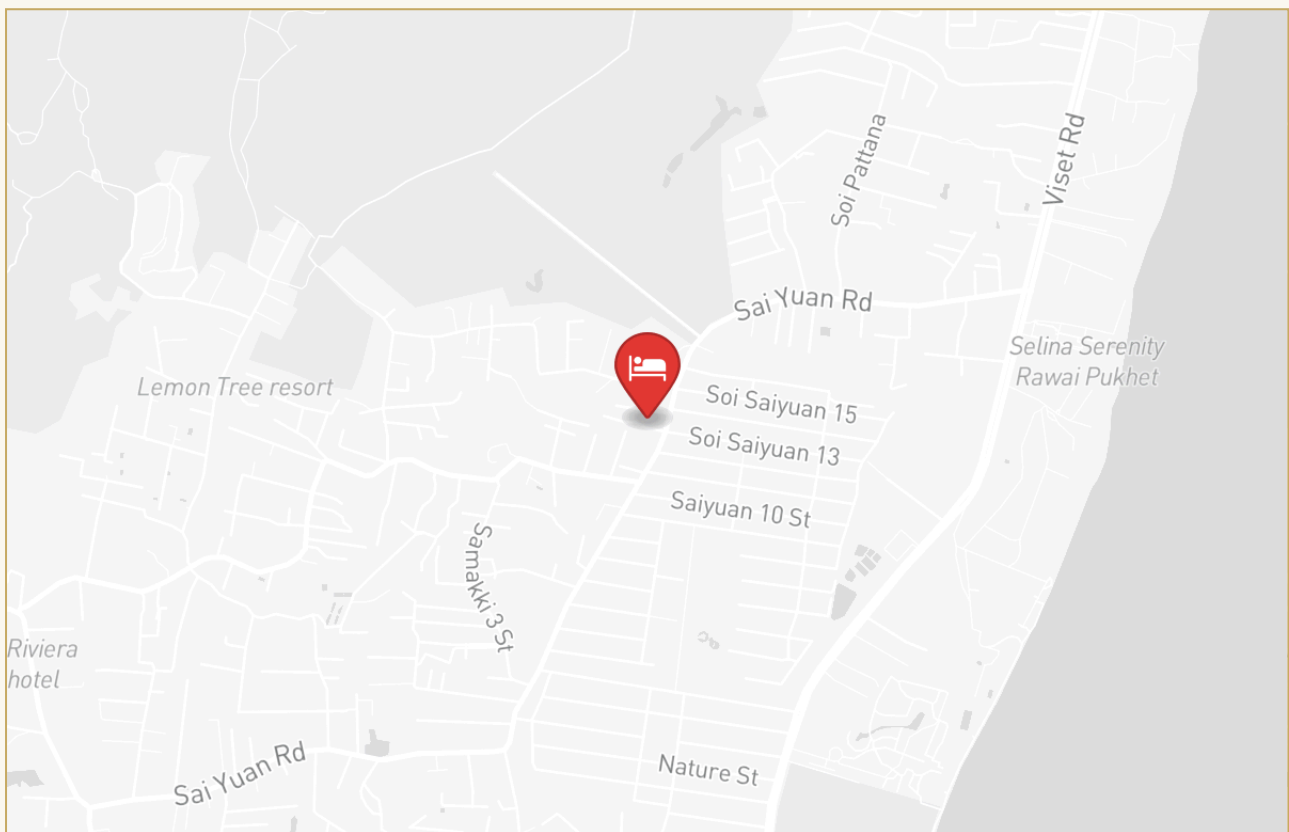 Soi Pattana
Viset Rd
Sai Yuan Rd
Selina Serenity
Rawai Pukhet
Lemon Tree resort
Soi Saiyuan 15
Soi Saiyuan 13
Saiyuan 10 St
Samakki 3 St
Riviera
hotel
Sai Yuan Rd
Nature St